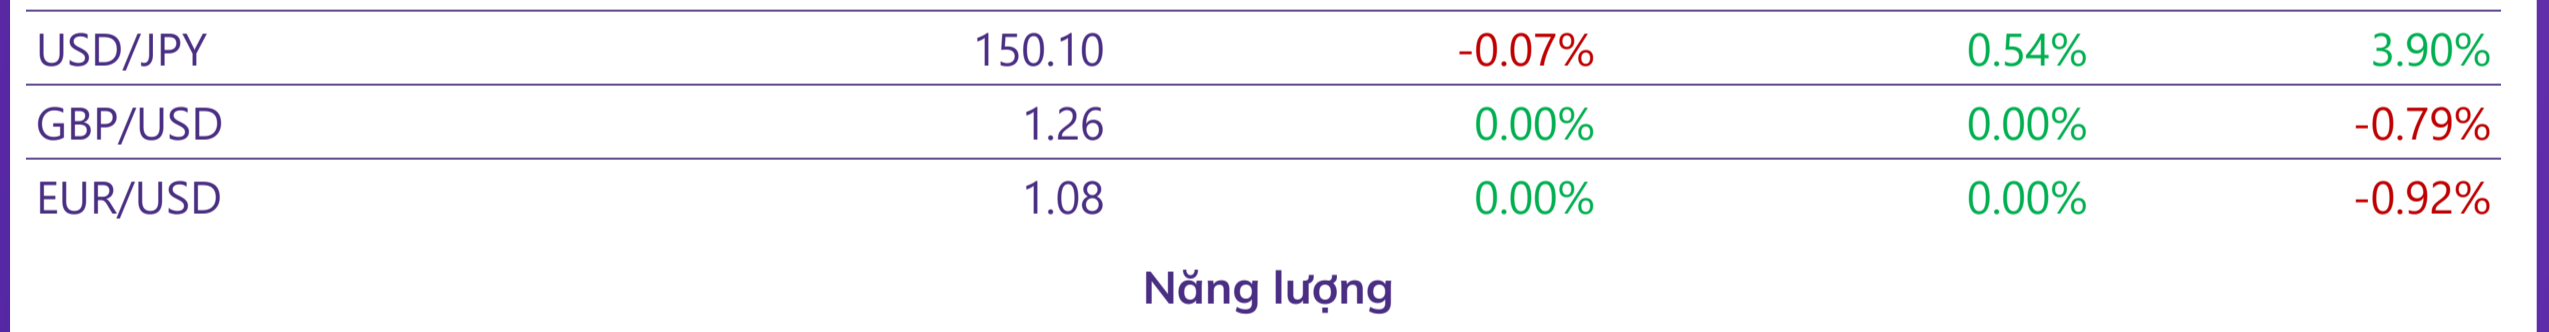 USD/JPY 150.10 -0.07% 0.54% 3.90%
GBP/USD 1.26 0.00% 0.00% -0.79%
EUR/USD 1.08 0.00% 0.00% -0.92%
Năng lượng